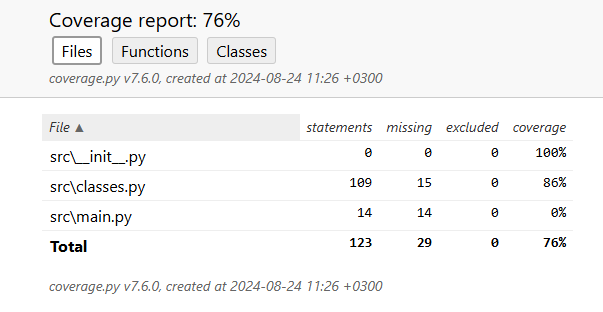 Coverage report: 76%
Files Functions Classes
coverage.py v7.6.0, created at 2024-08-24 11:26 +0300
File ▲ statements missing excluded coverage
src\__init__.py 0 0 0 100%
src\classes.py 109 15 0 86%
src\main.py 14 14 0 0%
Total 123 29 0 76%
coverage.py v7.6.0, created at 2024-08-24 11:26 +0300